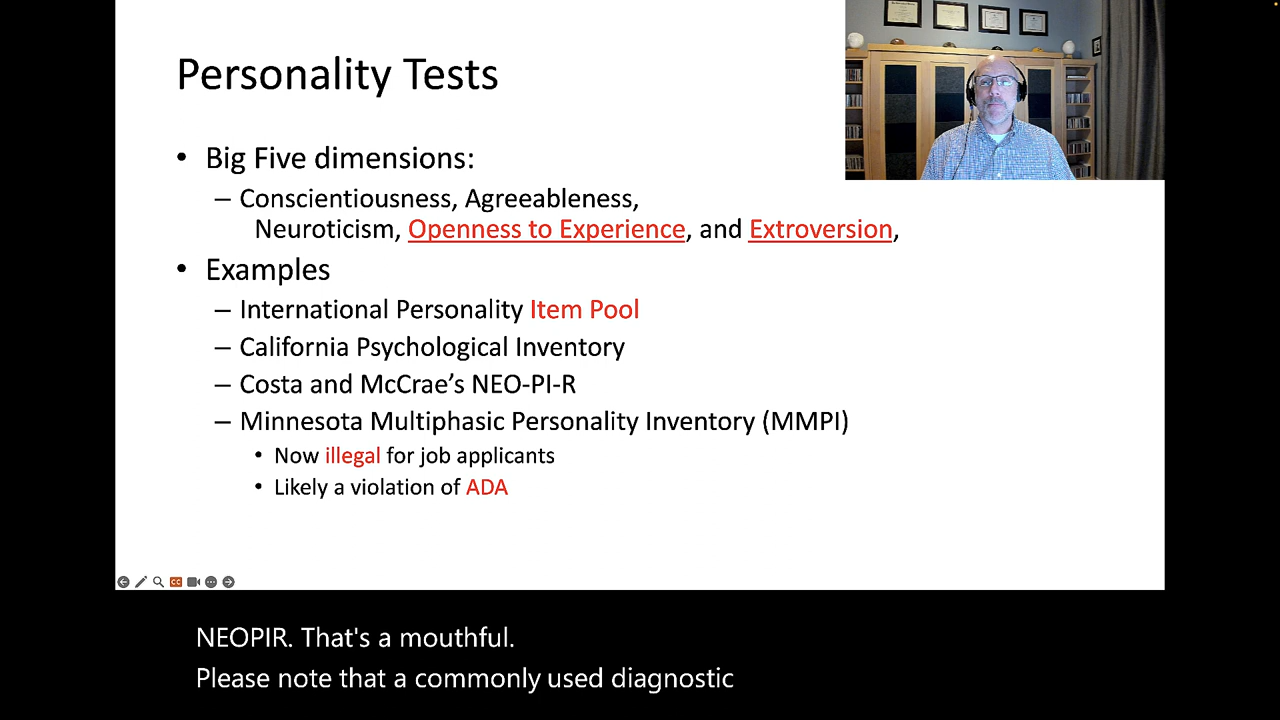 Personality Tests
• Big Five dimensions:
– Conscientiousness, Agreeableness,
Neuroticism, Openness to Experience, and Extroversion,
• Examples
– International Personality Item Pool
– California Psychological Inventory
– Costa and McCrae’s NEO-PI-R
– Minnesota Multiphasic Personality Inventory (MMPI)
• Now illegal for job applicants
• Likely a violation of ADA
CC
NEOPIR. That's a mouthful.
Please note that a commonly used diagnostic